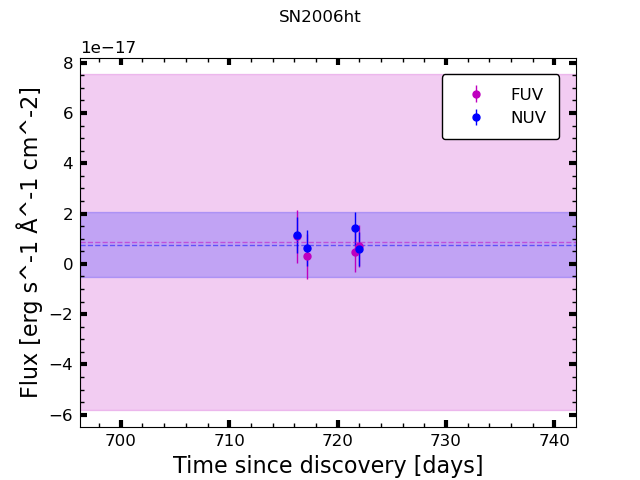 SN2006ht
1e−17
8
6
4
2
0
−2
−4
−6
FUV
NUV
700
710
720
730
740
Flux [erg s^-1 Å^-1 cm^-2]
Time since discovery [days]